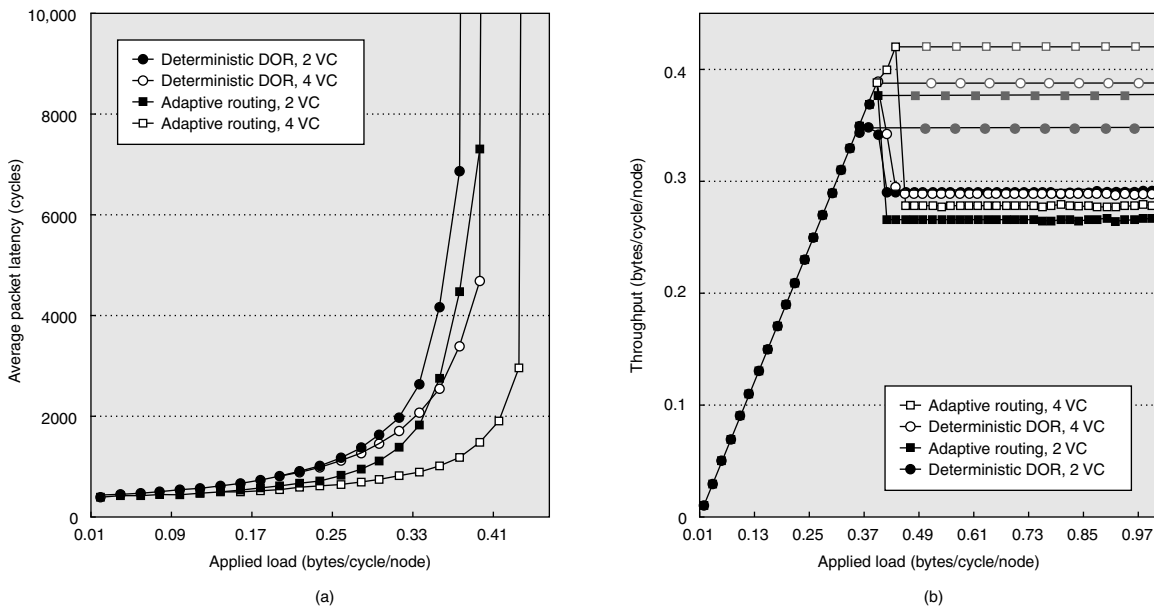 10,000
8000
6000
4000
2000
0
Average packet latency (cycles)
Deterministic DOR, 2 VC
Deterministic DOR, 4 VC
Adaptive routing, 2 VC
Adaptive routing, 4 VC
0.01 0.09 0.17 0.25 0.33 0.41
Applied load (bytes/cycle/node)
(a)
0.4
0.3
0.2
0.1
0
Throughput (bytes/cycle/node)
Adaptive routing, 4 VC
Deterministic DOR, 4 VC
Adaptive routing, 2 VC
Deterministic DOR, 2 VC
0.01 0.13 0.25 0.37 0.49 0.61 0.73 0.85 0.97
Applied load (bytes/cycle/node)
(b)